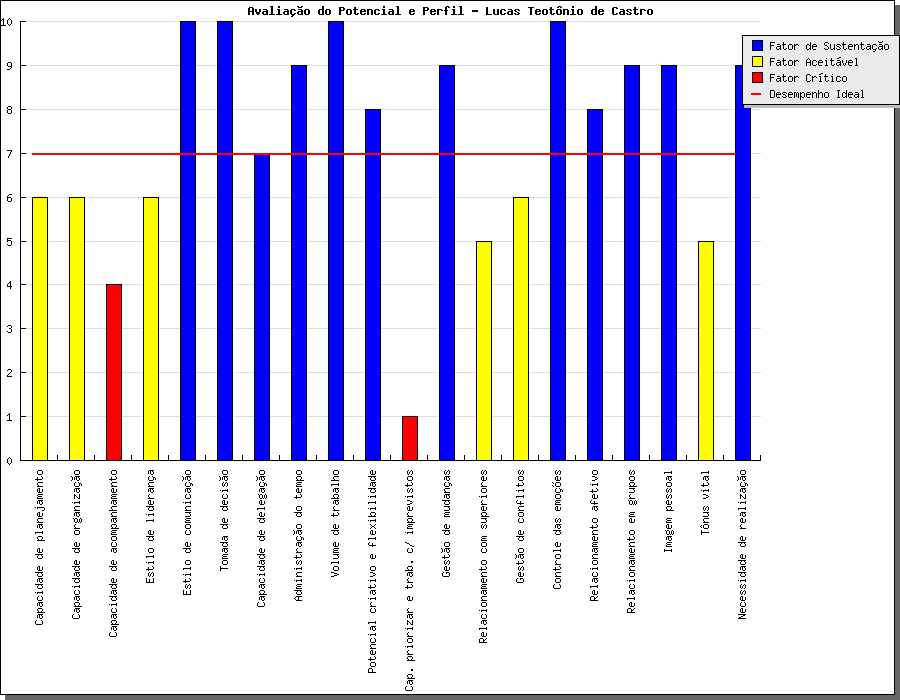 Avaliação do Potencial e Perfil - Lucas Teotônio de Castro
10
9
8
7
6
5
4
3
2
1
0
Fator de Sustentação
Fator Aceitável
Fator Crítico
Desempenho Ideal
Capacidade de planejamento
Capacidade de organização
Capacidade de acompanhamento
Estilo de liderança
Estilo de comunicação
Tomada de decisão
Capacidade de delegação
Administração do tempo
Volume de trabalho
Potencial criativo e flexibilidade
Cap. priorizar e trab. c/ imprevistos
Gestão de mudanças
Relacionamento com superiores
Gestão de conflitos
Controle das emoções
Relacionamento afetivo
Relacionamento em grupos
Imagem pessoal
Tônus vital
Necessidade de realização